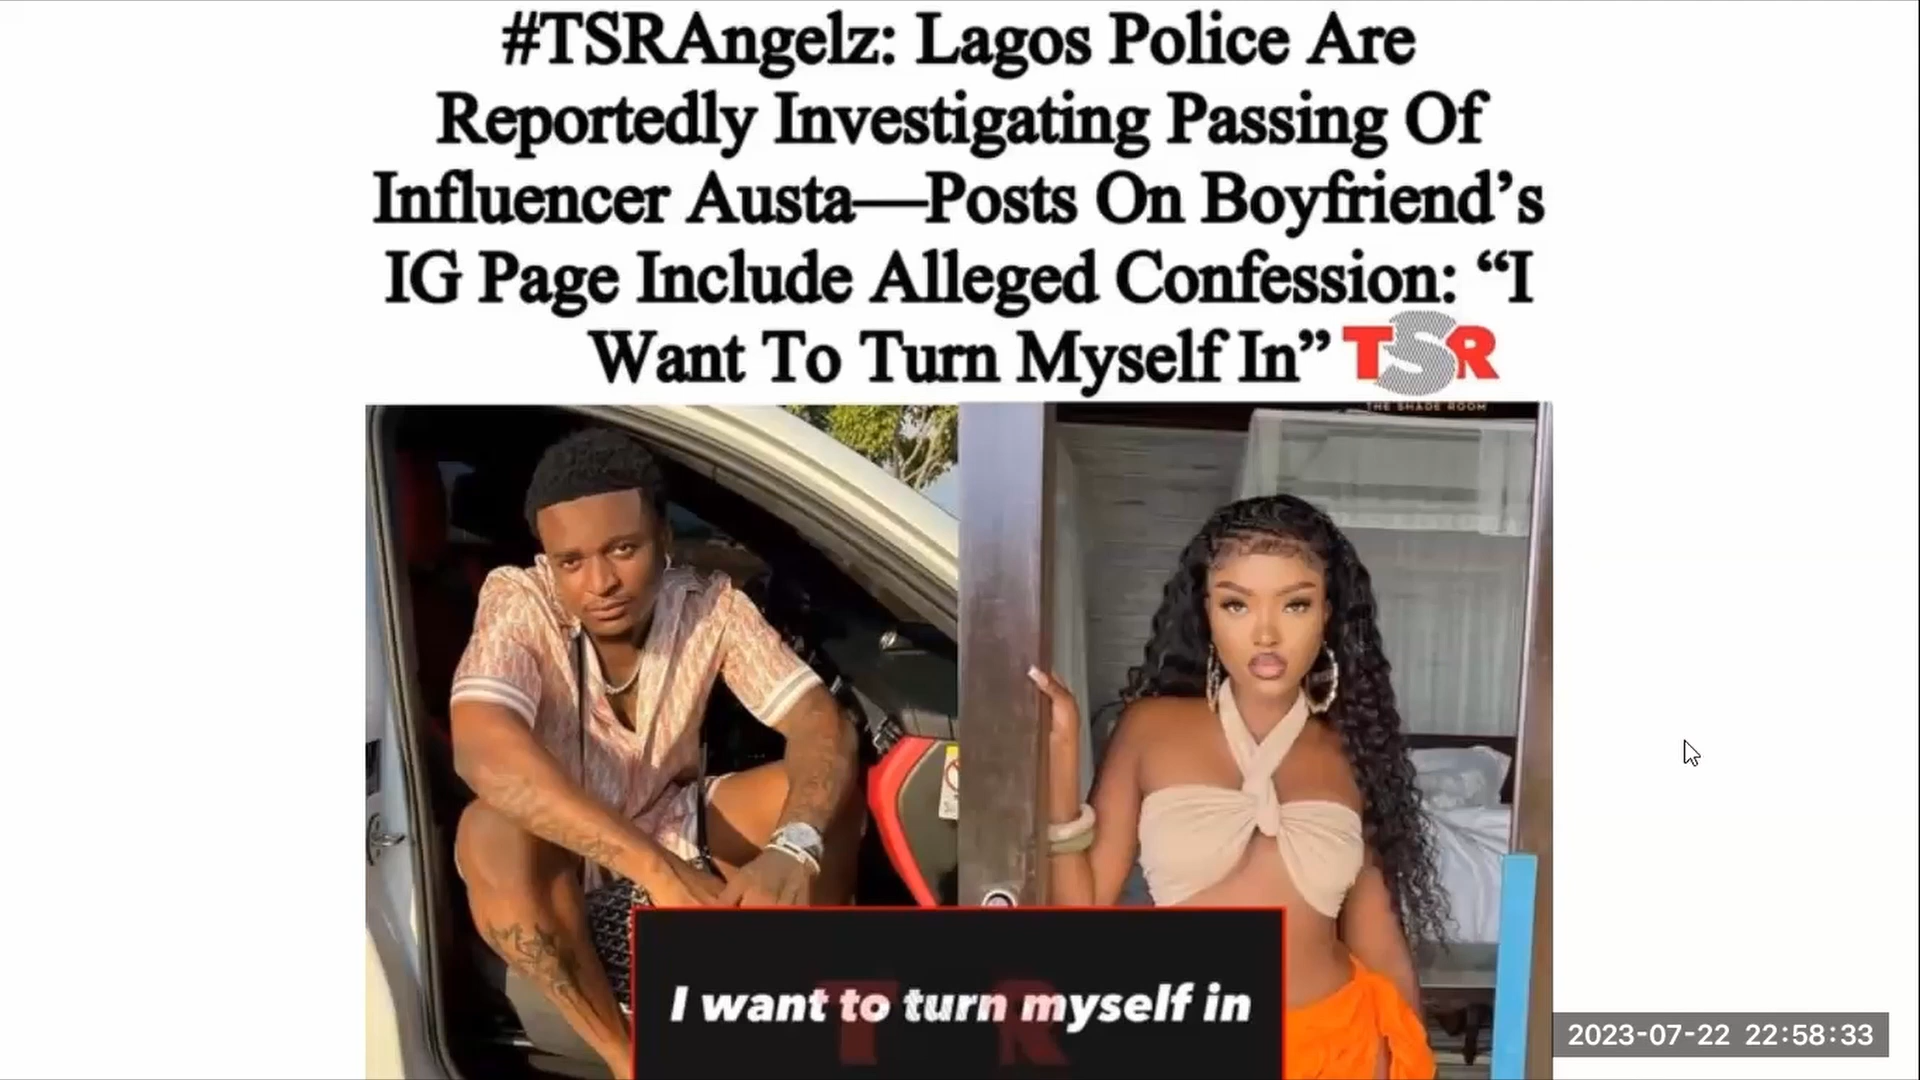 #TSRAngelz: Lagos Police Are
Reportedly Investigating Passing Of
Influencer Austa—Posts On Boyfriend’s
IG Page Include Alleged Confession: “I
Want To Turn Myself In” TSR
THE SHADE ROOM
I want to turn myself in
T R
2023-07-22 22:58:33